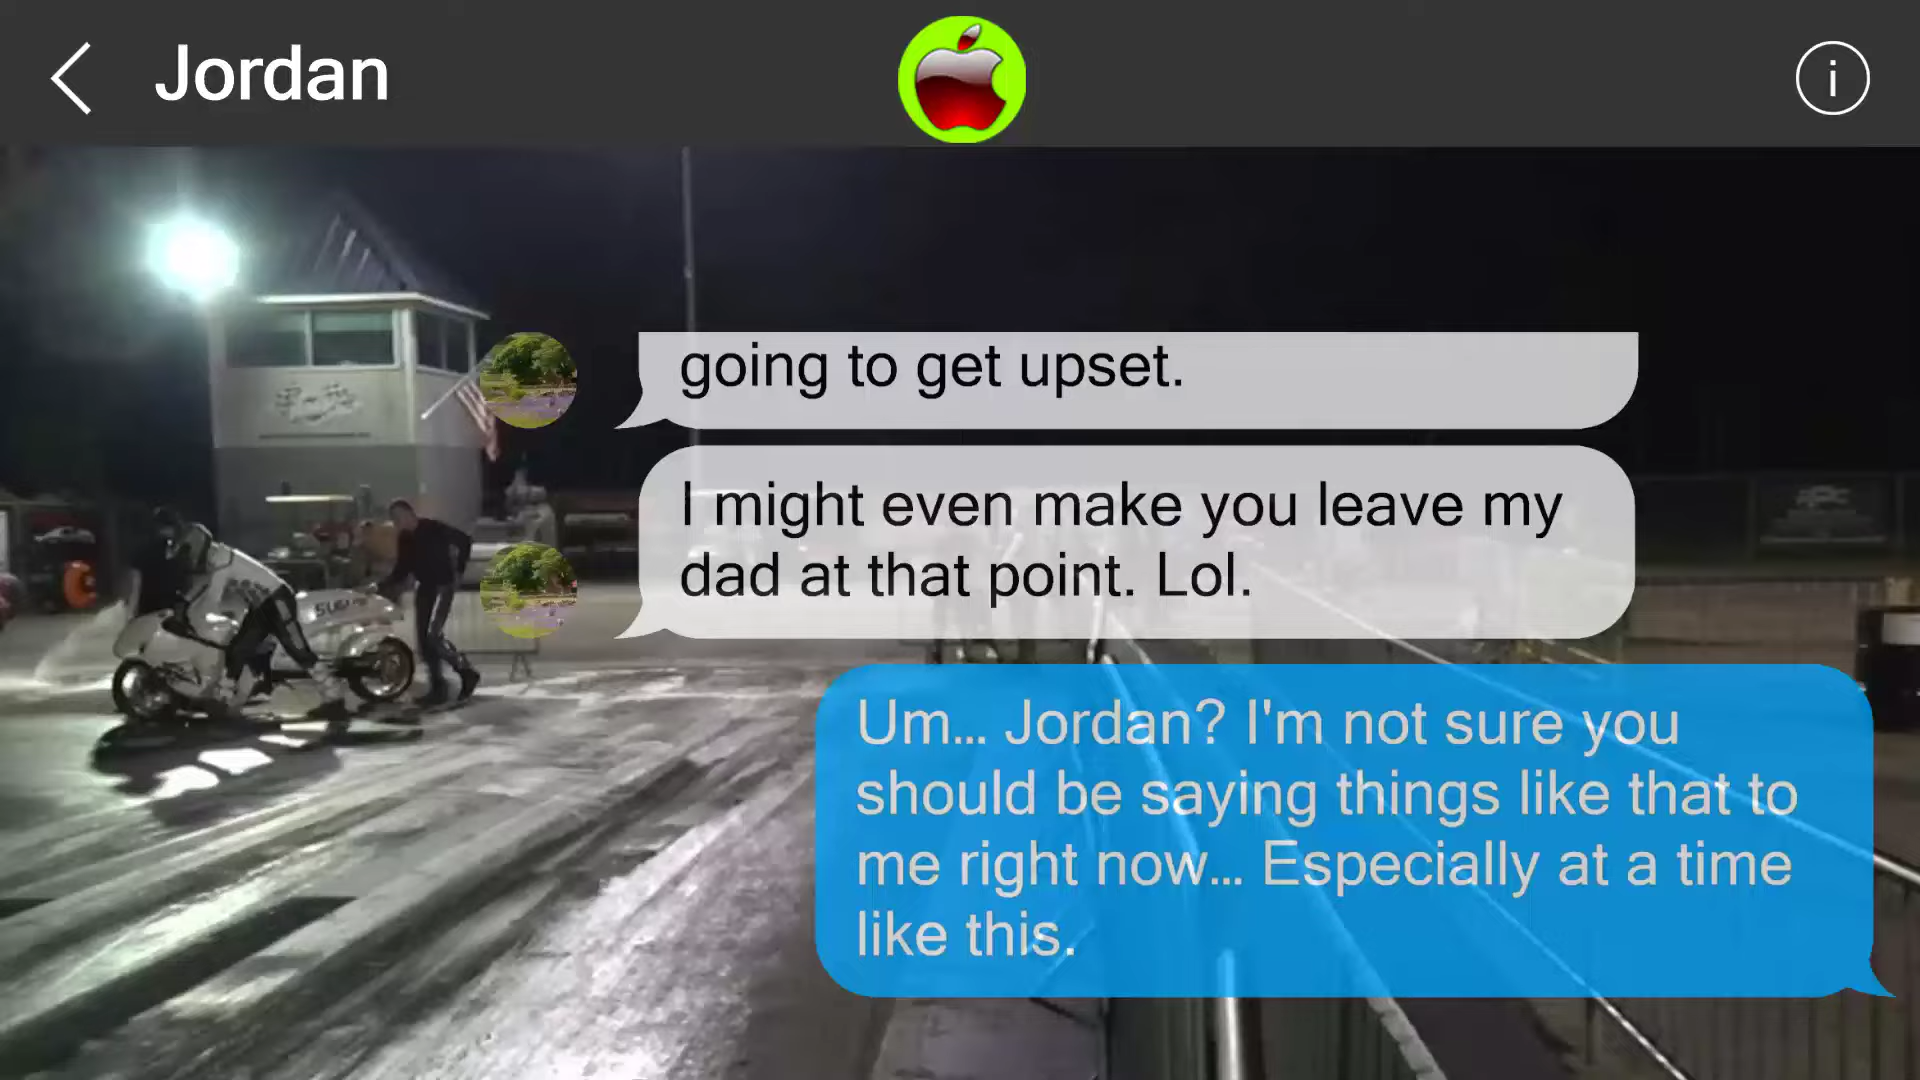 Jordan
i
going to get upset.
I might even make you leave my
dad at that point. Lol.
Um... Jordan? I'm not sure you
should be saying things like that to
me right now... Especially at a time
like this.